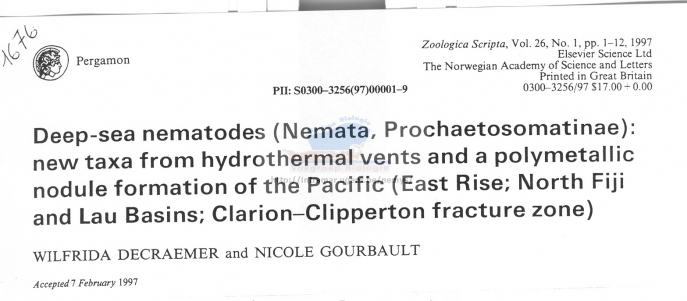 1676
Pergamon
Zoologica Scripta, Vol. 26, No. 1, pp. 1–12, 1997
Elsevier Science Ltd
The Norwegian Academy of Science and Letters
Printed in Great Britain
0300–3256/97 $17.00 + 0.00
PII: S0300–3256(97)00001–9
Deep-sea nematodes (Nemata, Prochaetosomatinae):
new taxa from hydrothermal vents and a polymetallic
nodule formation of the Pacific (East Rise; North Fiji
and Lau Basins; Clarion–Clipperton fracture zone)
WILFRIDA DECRAEMER and NICOLE GOURBAULT
Accepted 7 February 1997